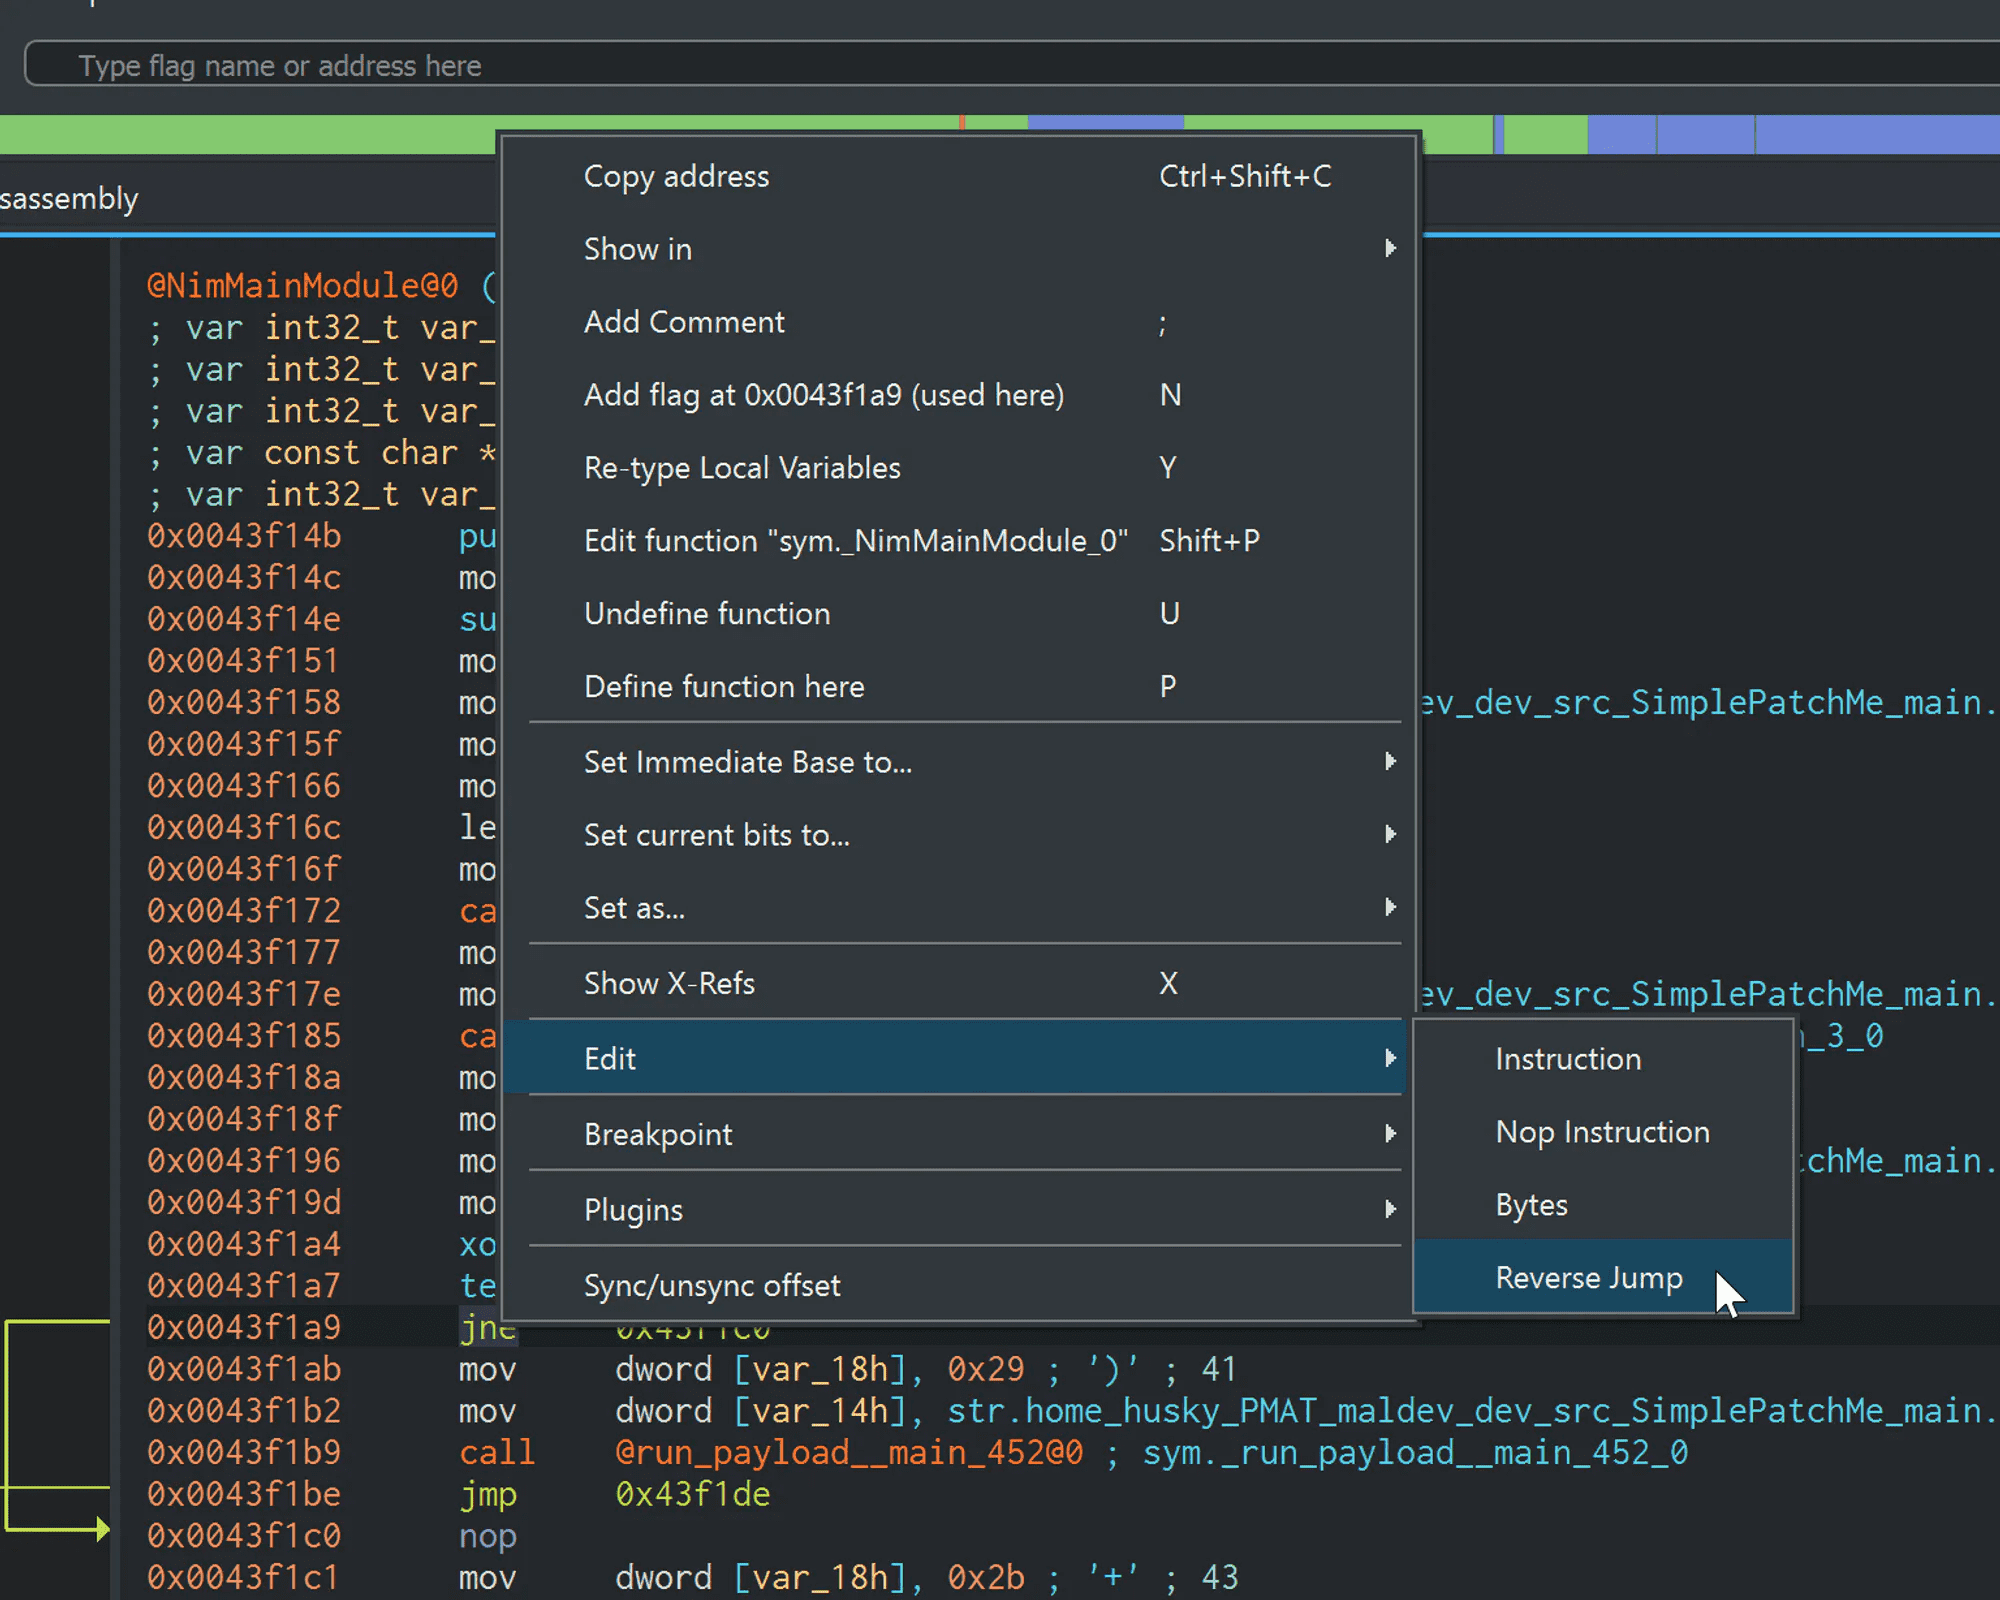 Type flag name or address here
sassembly
@NimMainModule@0 (
; var int32_t var_
; var int32_t var_
; var int32_t var_
; var const char *
; var int32_t var_
0x0043f14b pu
0x0043f14c mo
0x0043f14e su
0x0043f151 mo
0x0043f158 mo ev_dev_src_SimplePatchMe_main.
0x0043f15f mo
0x0043f166 mo
0x0043f16c le
0x0043f16f mo
0x0043f172 ca
0x0043f177 mo
0x0043f17e mo ev_dev_src_SimplePatchMe_main.
0x0043f185 ca _3_0
0x0043f18a mo
0x0043f18f mo
0x0043f196 mo tchMe_main.
0x0043f19d mo
0x0043f1a4 xo
0x0043f1a7 te
0x0043f1a9 jne 0x43f1c0
0x0043f1ab mov dword [var_18h], 0x29 ; ')' ; 41
0x0043f1b2 mov dword [var_14h], str.home_husky_PMAT_maldev_dev_src_SimplePatchMe_main.
0x0043f1b9 call @run_payload__main_452@0 ; sym._run_payload__main_452_0
0x0043f1be jmp 0x43f1de
0x0043f1c0 nop
0x0043f1c1 mov dword [var_18h], 0x2b ; '+' ; 43
Copy address Ctrl+Shift+C
Show in
Add Comment ;
Add flag at 0x0043f1a9 (used here) N
Re-type Local Variables Y
Edit function "sym._NimMainModule_0" Shift+P
Undefine function U
Define function here P
Set Immediate Base to...
Set current bits to...
Set as...
Show X-Refs X
Edit
Breakpoint
Plugins
Sync/unsync offset
Instruction
Nop Instruction
Bytes
Reverse Jump